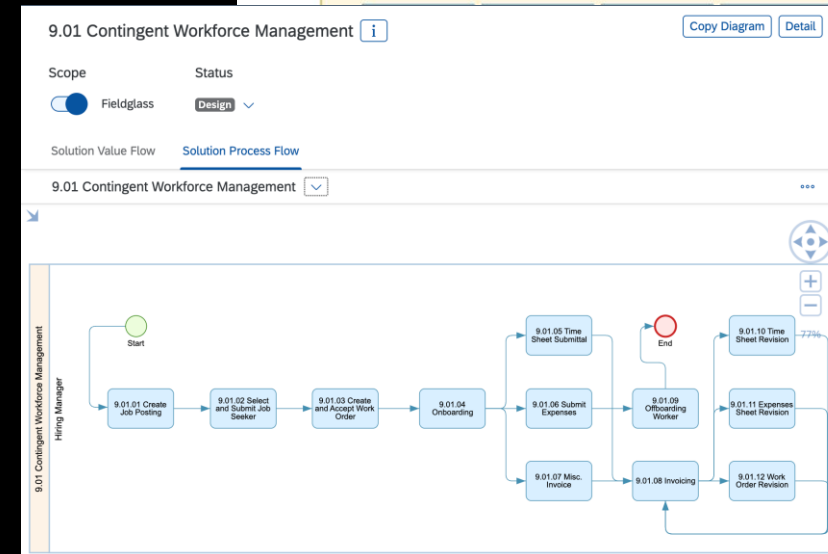 9.01 Contingent Workforce Management i
Copy Diagram Detail
Scope Status
Fieldglass Design
Solution Value Flow Solution Process Flow
9.01 Contingent Workforce Management
77%
9.01 Contingent Workforce Management
Hiring Manager
Start
9.01.01 Create
Job Posting
9.01.02 Select
and Submit Job
Seeker
9.01.03 Create
and Accept Work
Order
9.01.04
Onboarding
9.01.05 Time
Sheet Submittal
9.01.06 Submit
Expenses
9.01.07 Misc.
Invoice
End
9.01.09
Offboarding
Worker
9.01.08 Invoicing
9.01.10 Time
Sheet Revision
9.01.11 Expenses
Sheet Revision
9.01.12 Work
Order Revision